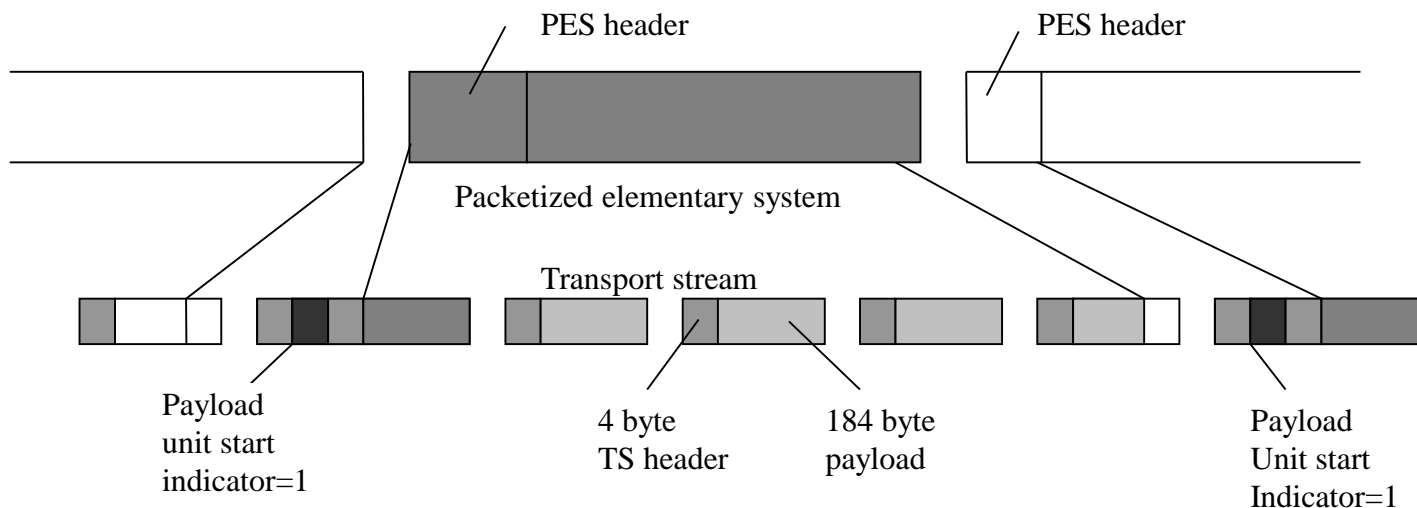 PES header
PES header
Packetized elementary system
Transport stream
Payload
unit start
indicator=1
4 byte
TS header
184 byte
payload
Payload
Unit start
Indicator=1